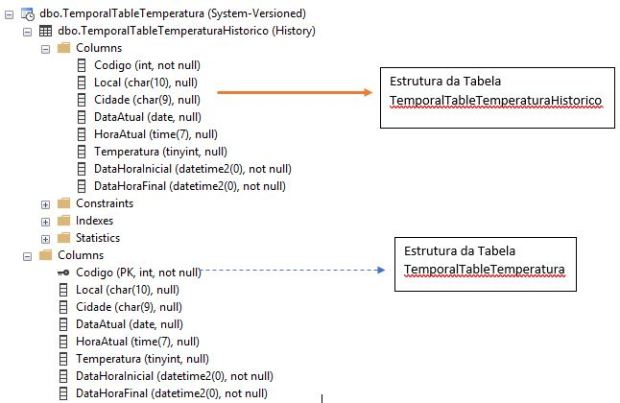 dbo.TemporalTableTemperatura (System-Versioned)
dbo.TemporalTableTemperaturaHistorico (History)
Columns
Codigo (int, not null)
Local (char(10), null)
Cidade (char(9), null)
DataAtual (date, null)
HoraAtual (time(7), null)
Temperatura (tinyint, null)
DataHoraInicial (datetime2(0), not null)
DataHoraFinal (datetime2(0), not null)
Constraints
Indexes
Statistics
Columns
Codigo (PK, int, not null)
Local (char(10), null)
Cidade (char(9), null)
DataAtual (date, null)
HoraAtual (time(7), null)
Temperatura (tinyint, null)
DataHoraInicial (datetime2(0), not null)
DataHoraFinal (datetime2(0), not null)
Estrutura da Tabela
TemporalTableTemperaturaHistorico
Estrutura da Tabela
TemporalTableTemperatura